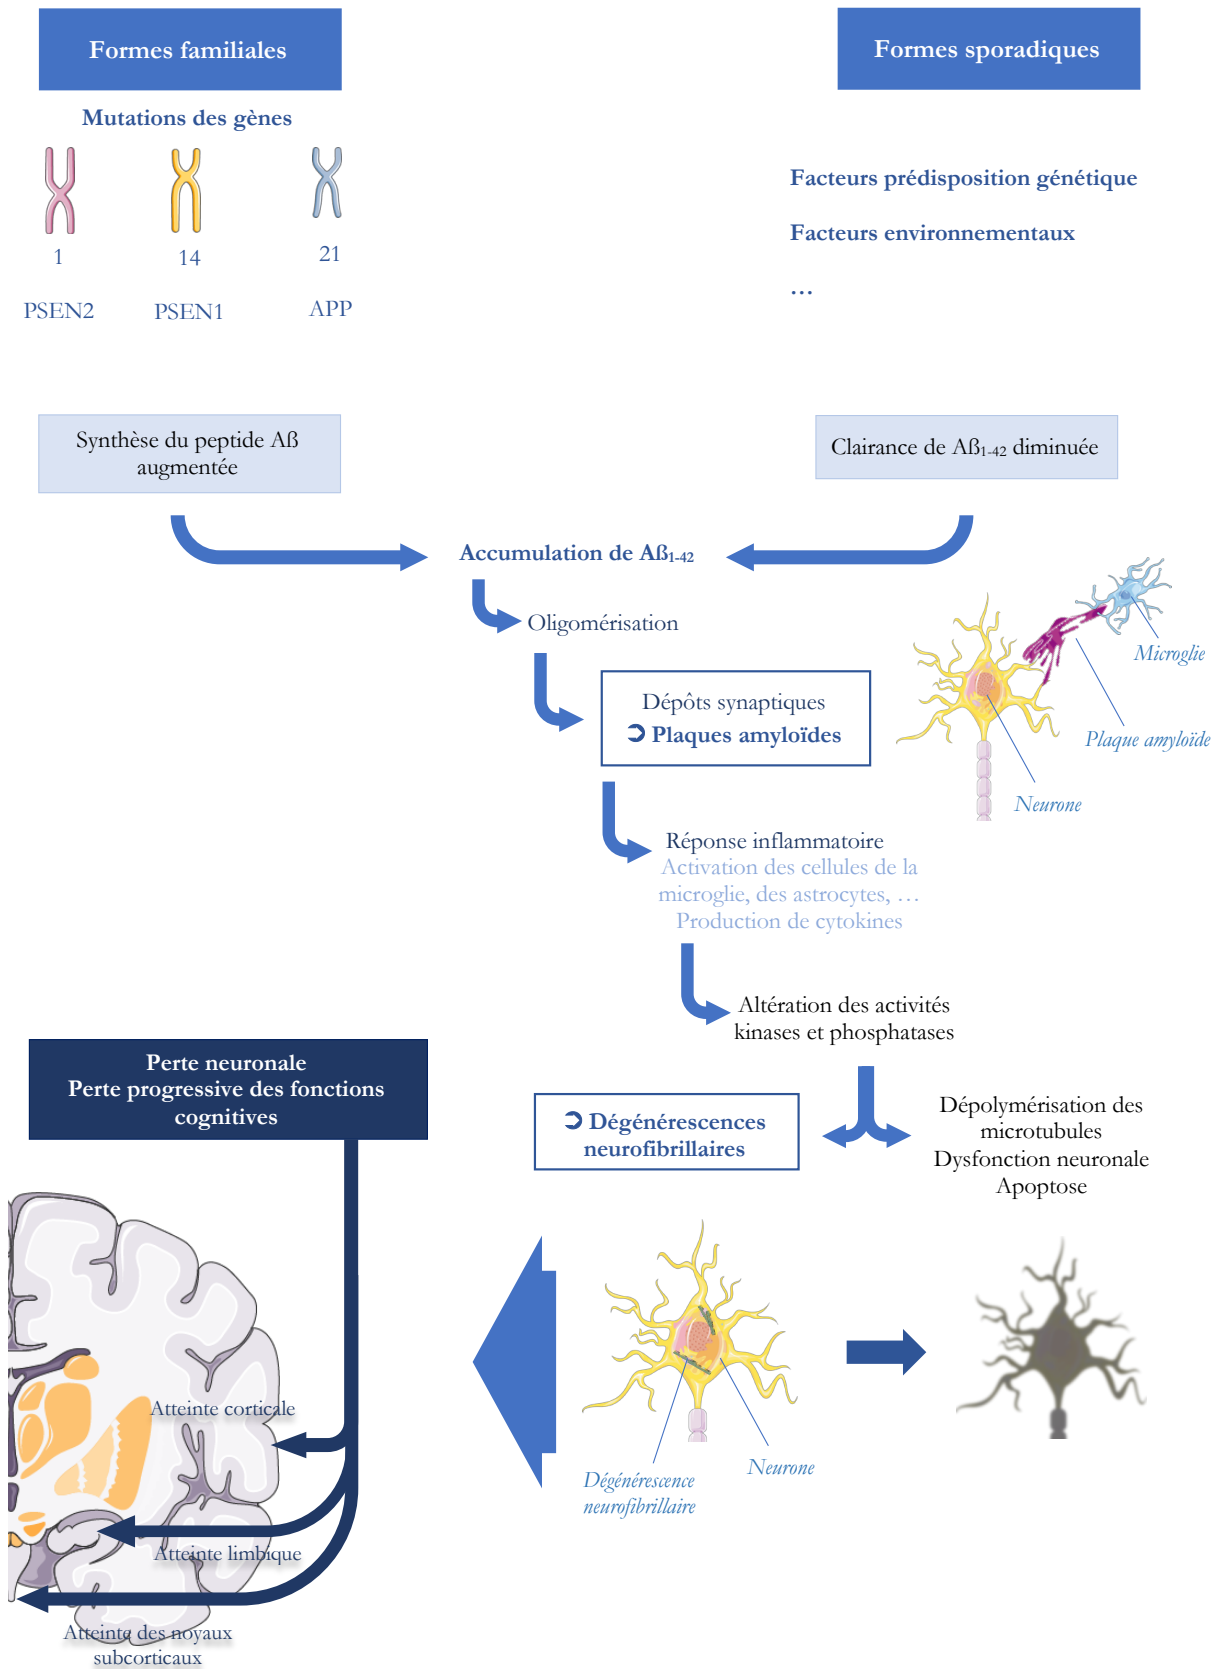 Formes familiales
Formes sporadiques
Mutations des gènes
1
14
21
PSEN2
PSEN1
APP
Facteurs prédisposition génétique
Facteurs environnementaux
…
Synthèse du peptide Aß
augmentée
Clairance de Aß1-42 diminuée
Accumulation de Aß1-42
Oligomérisation
Dépôts synaptiques
➲ Plaques amyloïdes
Microglie
Plaque amyloïde
Neurone
Réponse inflammatoire
Activation des cellules de la
microglie, des astrocytes, …
Production de cytokines
Altération des activités
kinases et phosphatases
Perte neuronale
Perte progressive des fonctions
cognitives
➲ Dégénérescences
neurofibrillaires
Dépolymérisation des
microtubules
Dysfonction neuronale
Apoptose
Atteinte corticale
Atteinte limbique
Atteinte des noyaux
subcorticaux
Dégénérescence
neurofibrillaire
Neurone